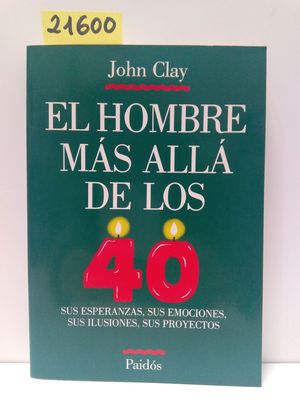 21600
John Clay
EL HOMBRE
MÁS ALLÁ
DE LOS
40
SUS ESPERANZAS, SUS EMOCIONES,
SUS ILUSIONES, SUS PROYECTOS
Paidós